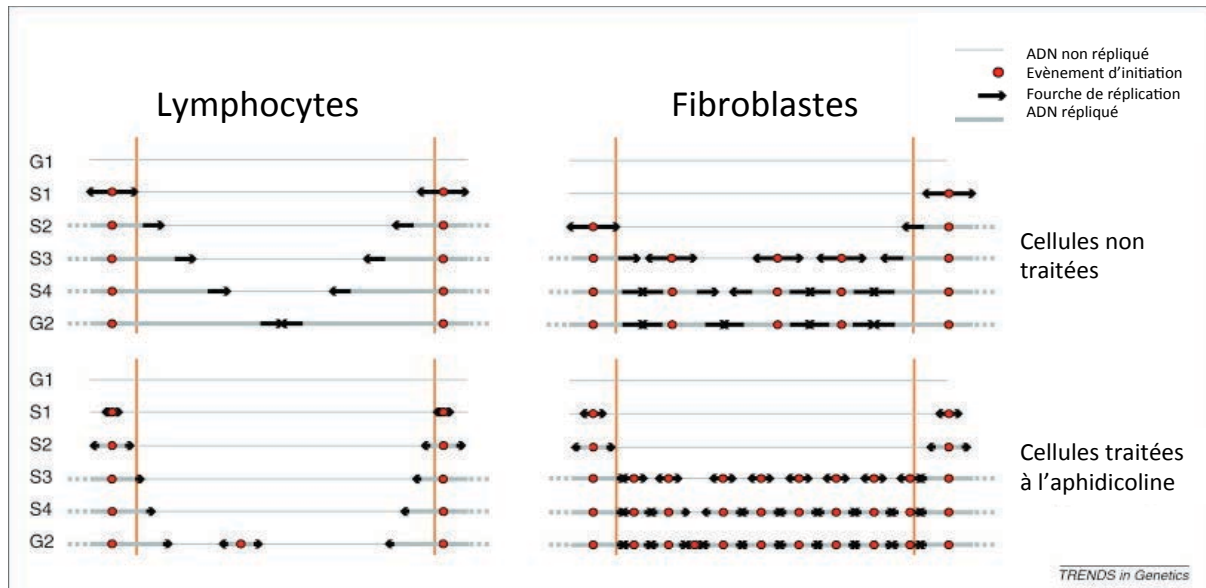 ADN non répliqué
Evènement d'initiation
Fourche de réplication
ADN répliqué
Lymphocytes
Fibroblastes
G1
S1
S2
S3
S4
G2
Cellules non
traitées
G1
S1
S2
S3
S4
G2
Cellules traitées
à l'aphidicoline
TRENDS in Genetics